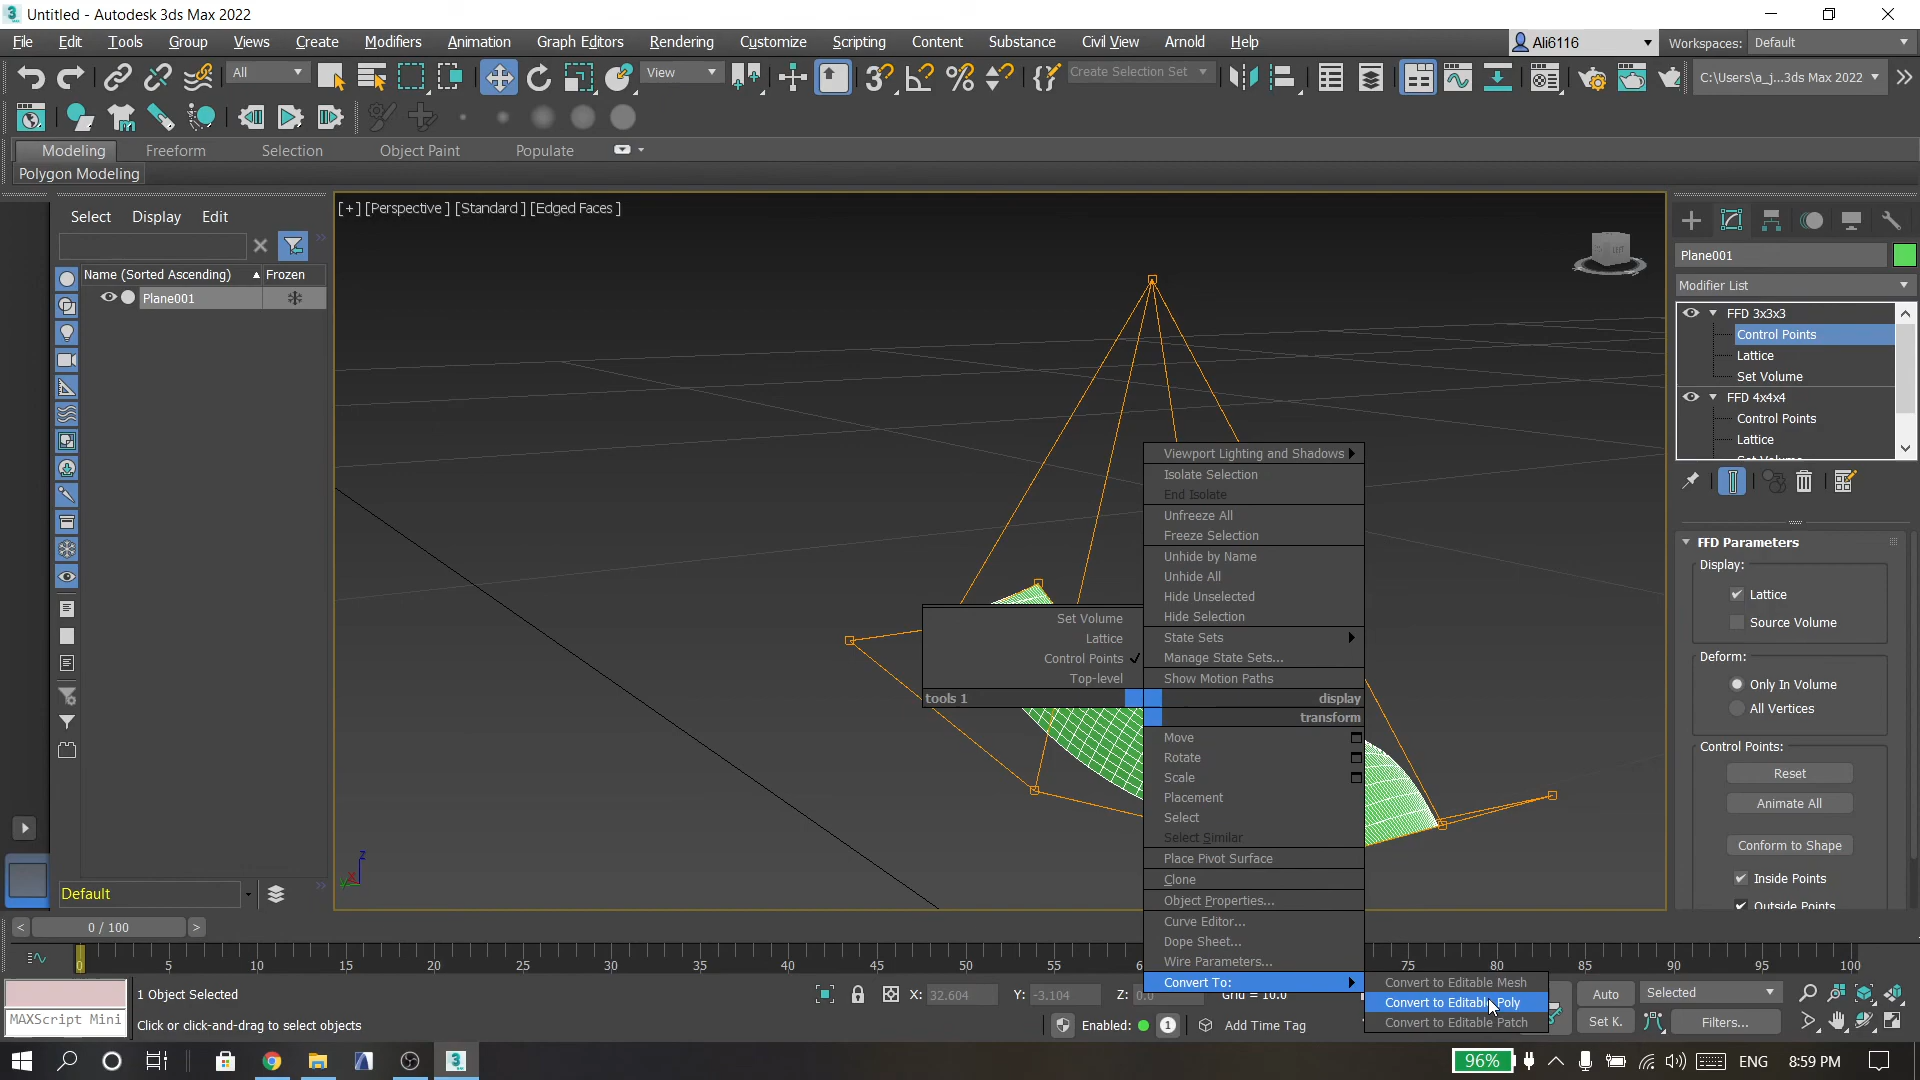 Untitled - Autodesk 3ds Max 2022
File Edit Tools Group Views Create Modifiers Animation Graph Editors Rendering Customize Scripting Content Substance Civil View Arnold Help
Ali6116
Workspaces: Default
All
View
Create Selection Set
C:\Users\a_j...3ds Max 2022
Modeling Freeform Selection Object Paint Populate
Polygon Modeling
Select Display Edit
Name (Sorted Ascending) Frozen
Plane001
[+] [Perspective ] [Standard ] [Edged Faces ]
LEFT
Plane001
Modifier List
FFD 3x3x3
Control Points
Lattice
Set Volume
FFD 4x4x4
Control Points
Lattice
FFD Parameters
Display:
Lattice
Source Volume
Deform:
Only In Volume
All Vertices
Control Points:
Reset
Animate All
Conform to Shape
Inside Points
Outside Points
Viewport Lighting and Shadows
Isolate Selection
End Isolate
Unfreeze All
Freeze Selection
Unhide by Name
Unhide All
Hide Unselected
Hide Selection
State Sets
Manage State Sets...
Show Motion Paths
display
Set Volume
Lattice
Control Points
Top-level
tools 1
transform
Move
Rotate
Scale
Placement
Select
Select Similar
Place Pivot Surface
Clone
Object Properties...
Curve Editor...
Dope Sheet...
Wire Parameters...
Convert To:
Convert to Editable Mesh
Convert to Editable Poly
Convert to Editable Patch
z
x
y
Default
< 0 / 100 >
0 5 10 15 20 25 30 35 40 45 50 55 75 80 85 90 95 100
MAXScript Mini
1 Object Selected
Click or click-and-drag to select objects
X: 32.604 Y: -3.104 Z: 0.0 Grid = 10.0
Enabled: 1 Add Time Tag
Auto
Selected
Set K.
Filters...
3
96%
ENG
8:59 PM